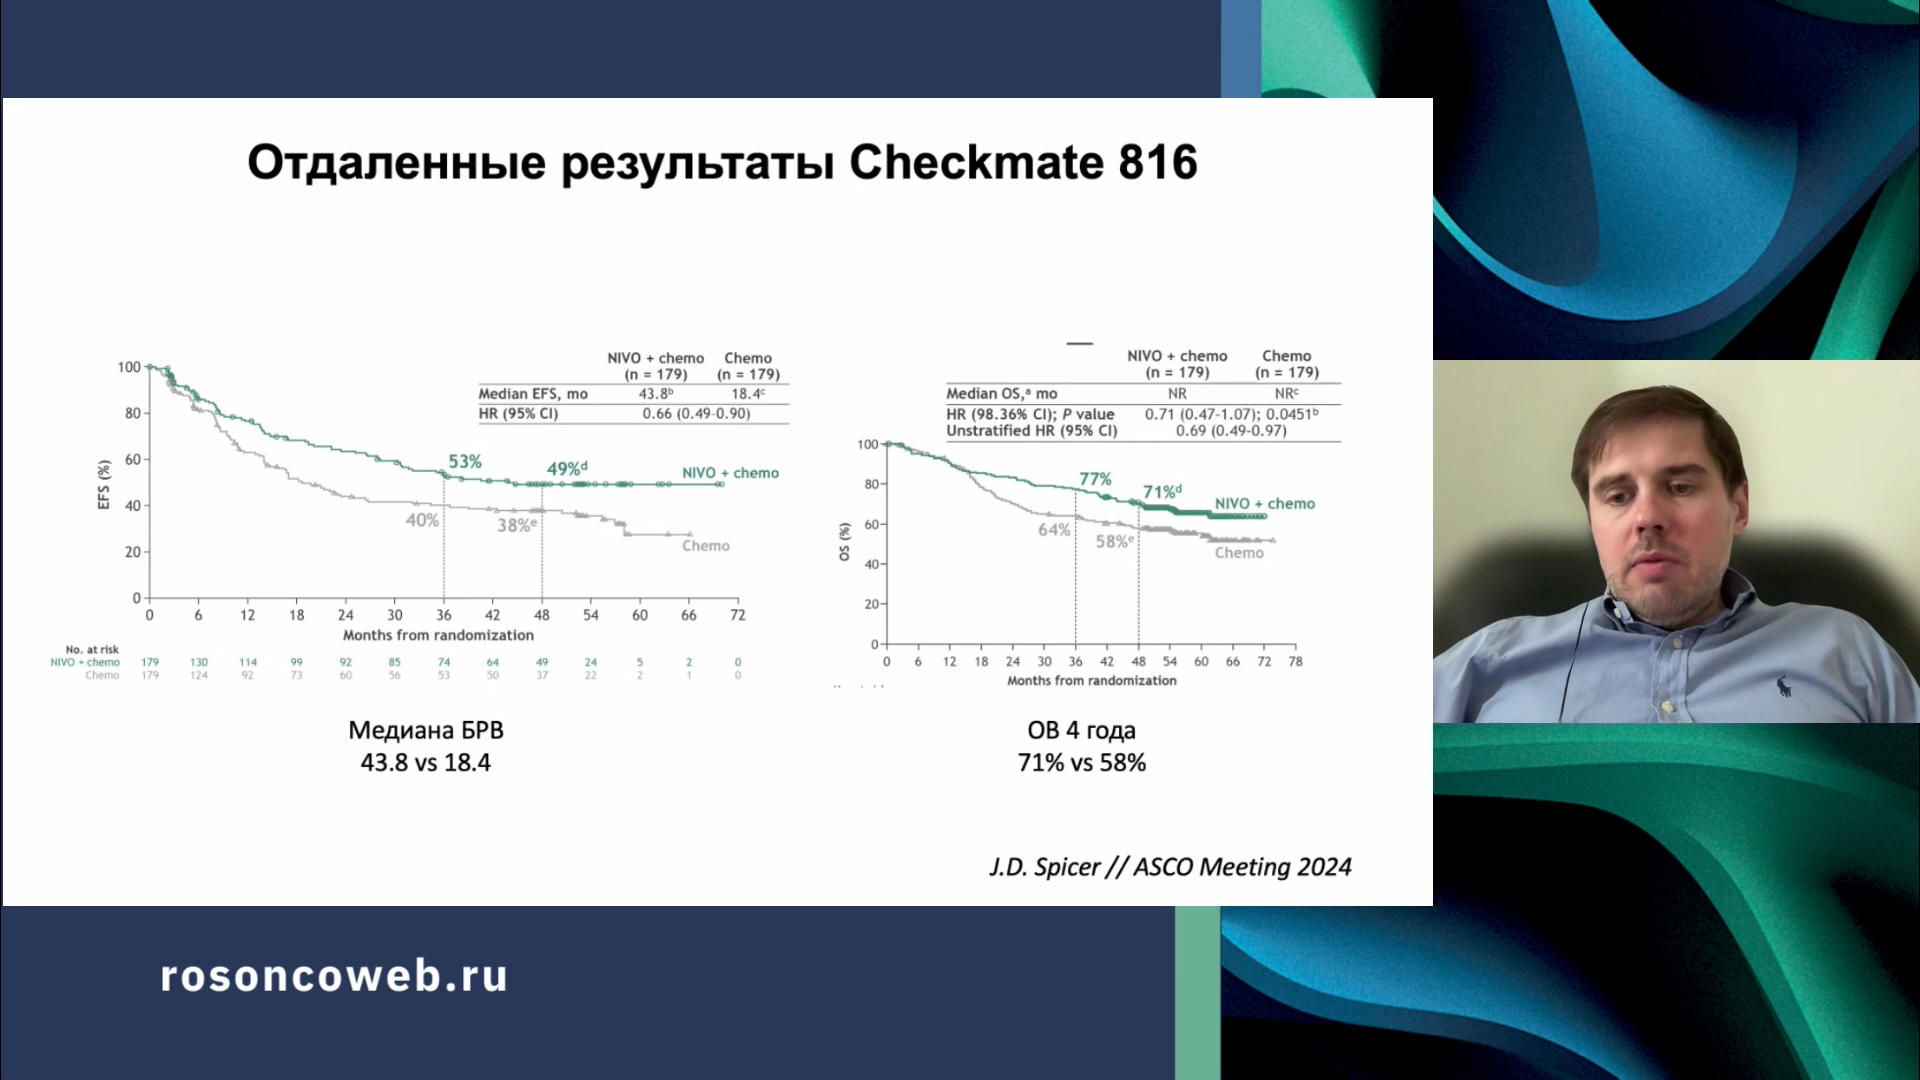 Отдаленные результаты Checkmate 816
NIVO + chemo Chemo
(n = 179) (n = 179)
Median EFS, mo 43.8ᵇ 18.4ᶜ
HR (95% CI) 0.66 (0.49-0.90)
100
80
60
40
20
0
EFS (%)
53%
49%ᵈ
NIVO + chemo
40%
38%ᵉ
Chemo
0 6 12 18 24 30 36 42 48 54 60 66 72
Months from randomization
No. at risk
NIVO + chemo 179 130 114 99 92 85 74 64 49 24 5 2 0
Chemo 179 124 92 73 60 56 53 50 37 22 2 1 0
Медиана БРВ
43.8 vs 18.4
NIVO + chemo Chemo
(n = 179) (n = 179)
Median OS,ᵃ mo NR NRᶜ
HR (98.36% CI); P value 0.71 (0.47-1.07); 0.0451ᵇ
Unstratified HR (95% CI) 0.69 (0.49-0.97)
100
80
60
40
20
0
OS (%)
77%
71%ᵈ
NIVO + chemo
64%
58%ᵉ
Chemo
0 6 12 18 24 30 36 42 48 54 60 66 72 78
Months from randomization
ОВ 4 года
71% vs 58%
J.D. Spicer // ASCO Meeting 2024
rosoncoweb.ru